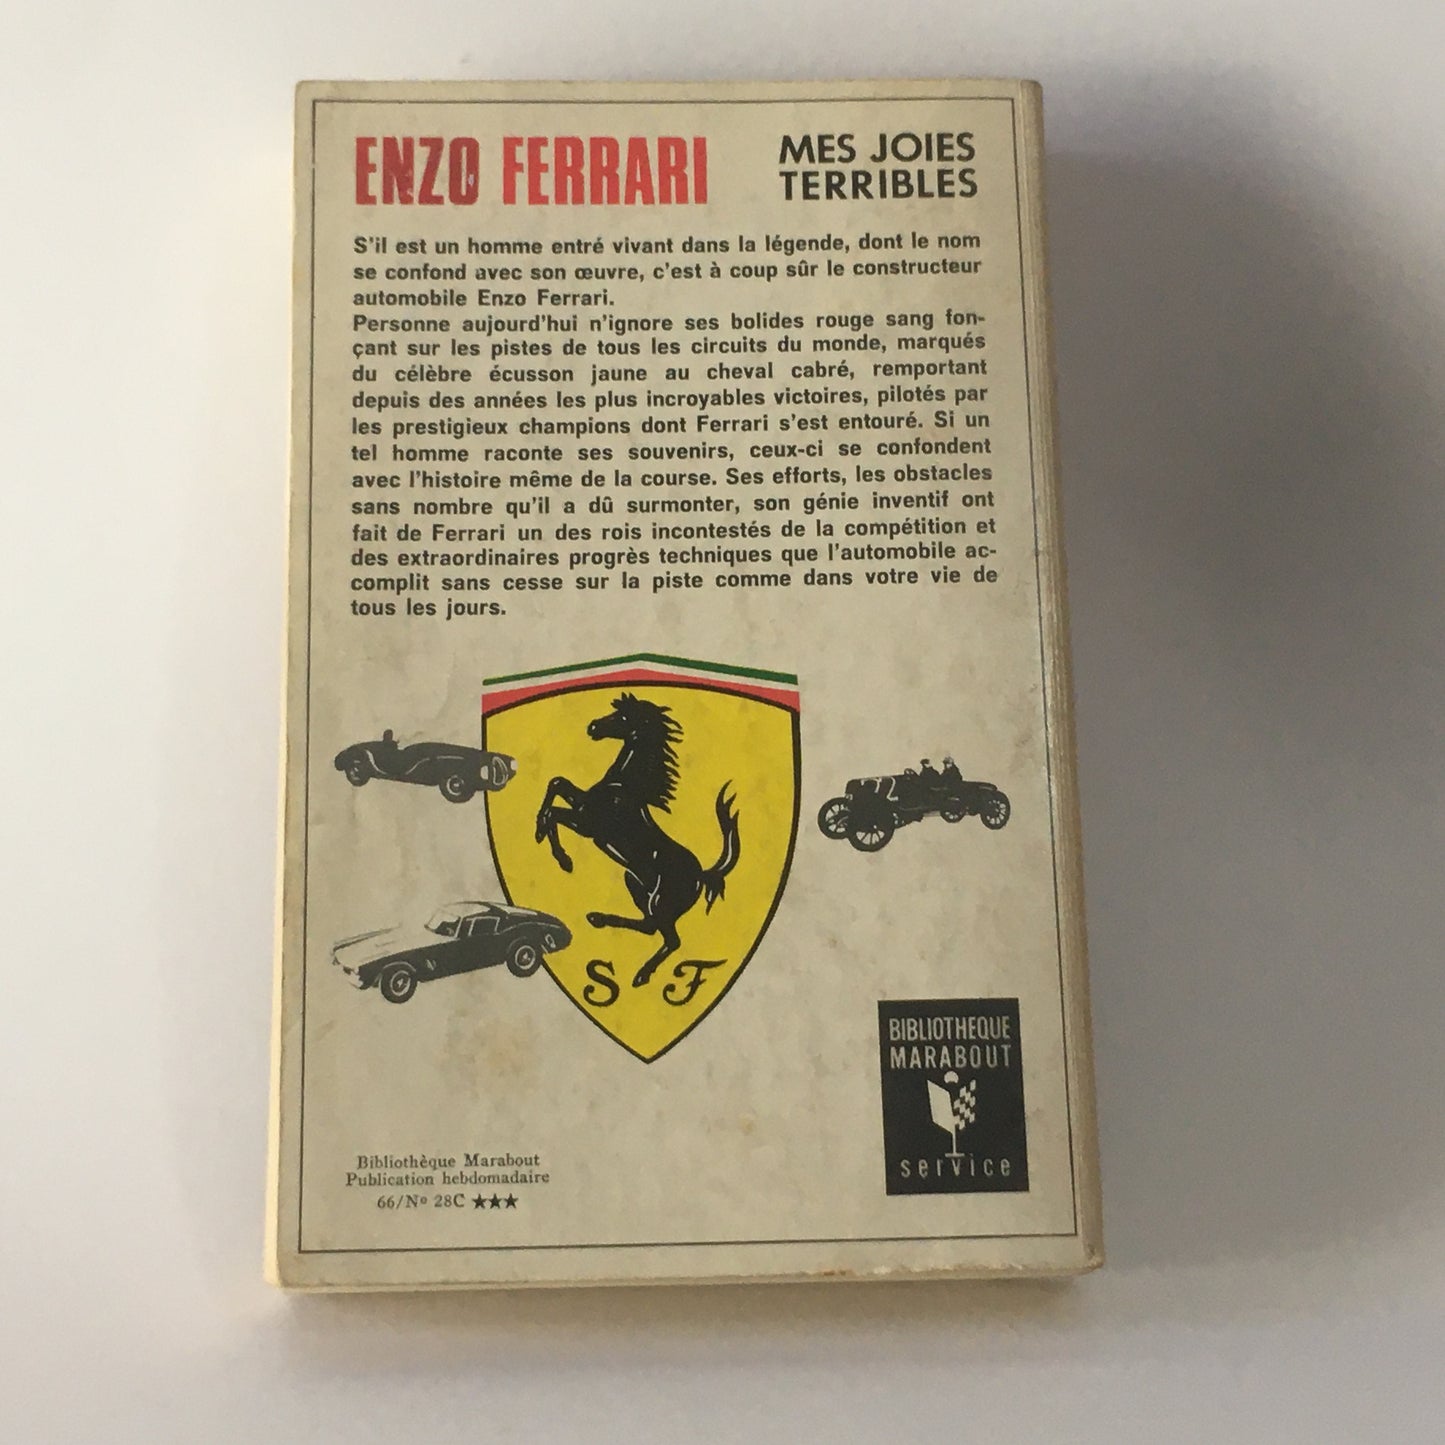 ENZO FERRARI
MES JOIES
TERRIBLES
S'il est un homme entré vivant dans la légende, dont le nom
se confond avec son œuvre, c'est à coup sûr le constructeur
automobile Enzo Ferrari.
Personne aujourd'hui n'ignore ses bolides rouge sang fon-
çant sur les pistes de tous les circuits du monde, marqués
du célèbre écusson jaune au cheval cabré, remportant
depuis des années les plus incroyables victoires, pilotés par
les prestigieux champions dont Ferrari s'est entouré. Si un
tel homme raconte ses souvenirs, ceux-ci se confondent
avec l'histoire même de la course. Ses efforts, les obstacles
sans nombre qu'il a dû surmonter, son génie inventif ont
fait de Ferrari un des rois incontestés de la compétition et
des extraordinaires progrès techniques que l'automobile ac-
complit sans cesse sur la piste comme dans votre vie de
tous les jours.
72
S F
BIBLIOTHEQUE
MARABOUT
service
Bibliothèque Marabout
Publication hebdomadaire
66/Nº 28C ★★★